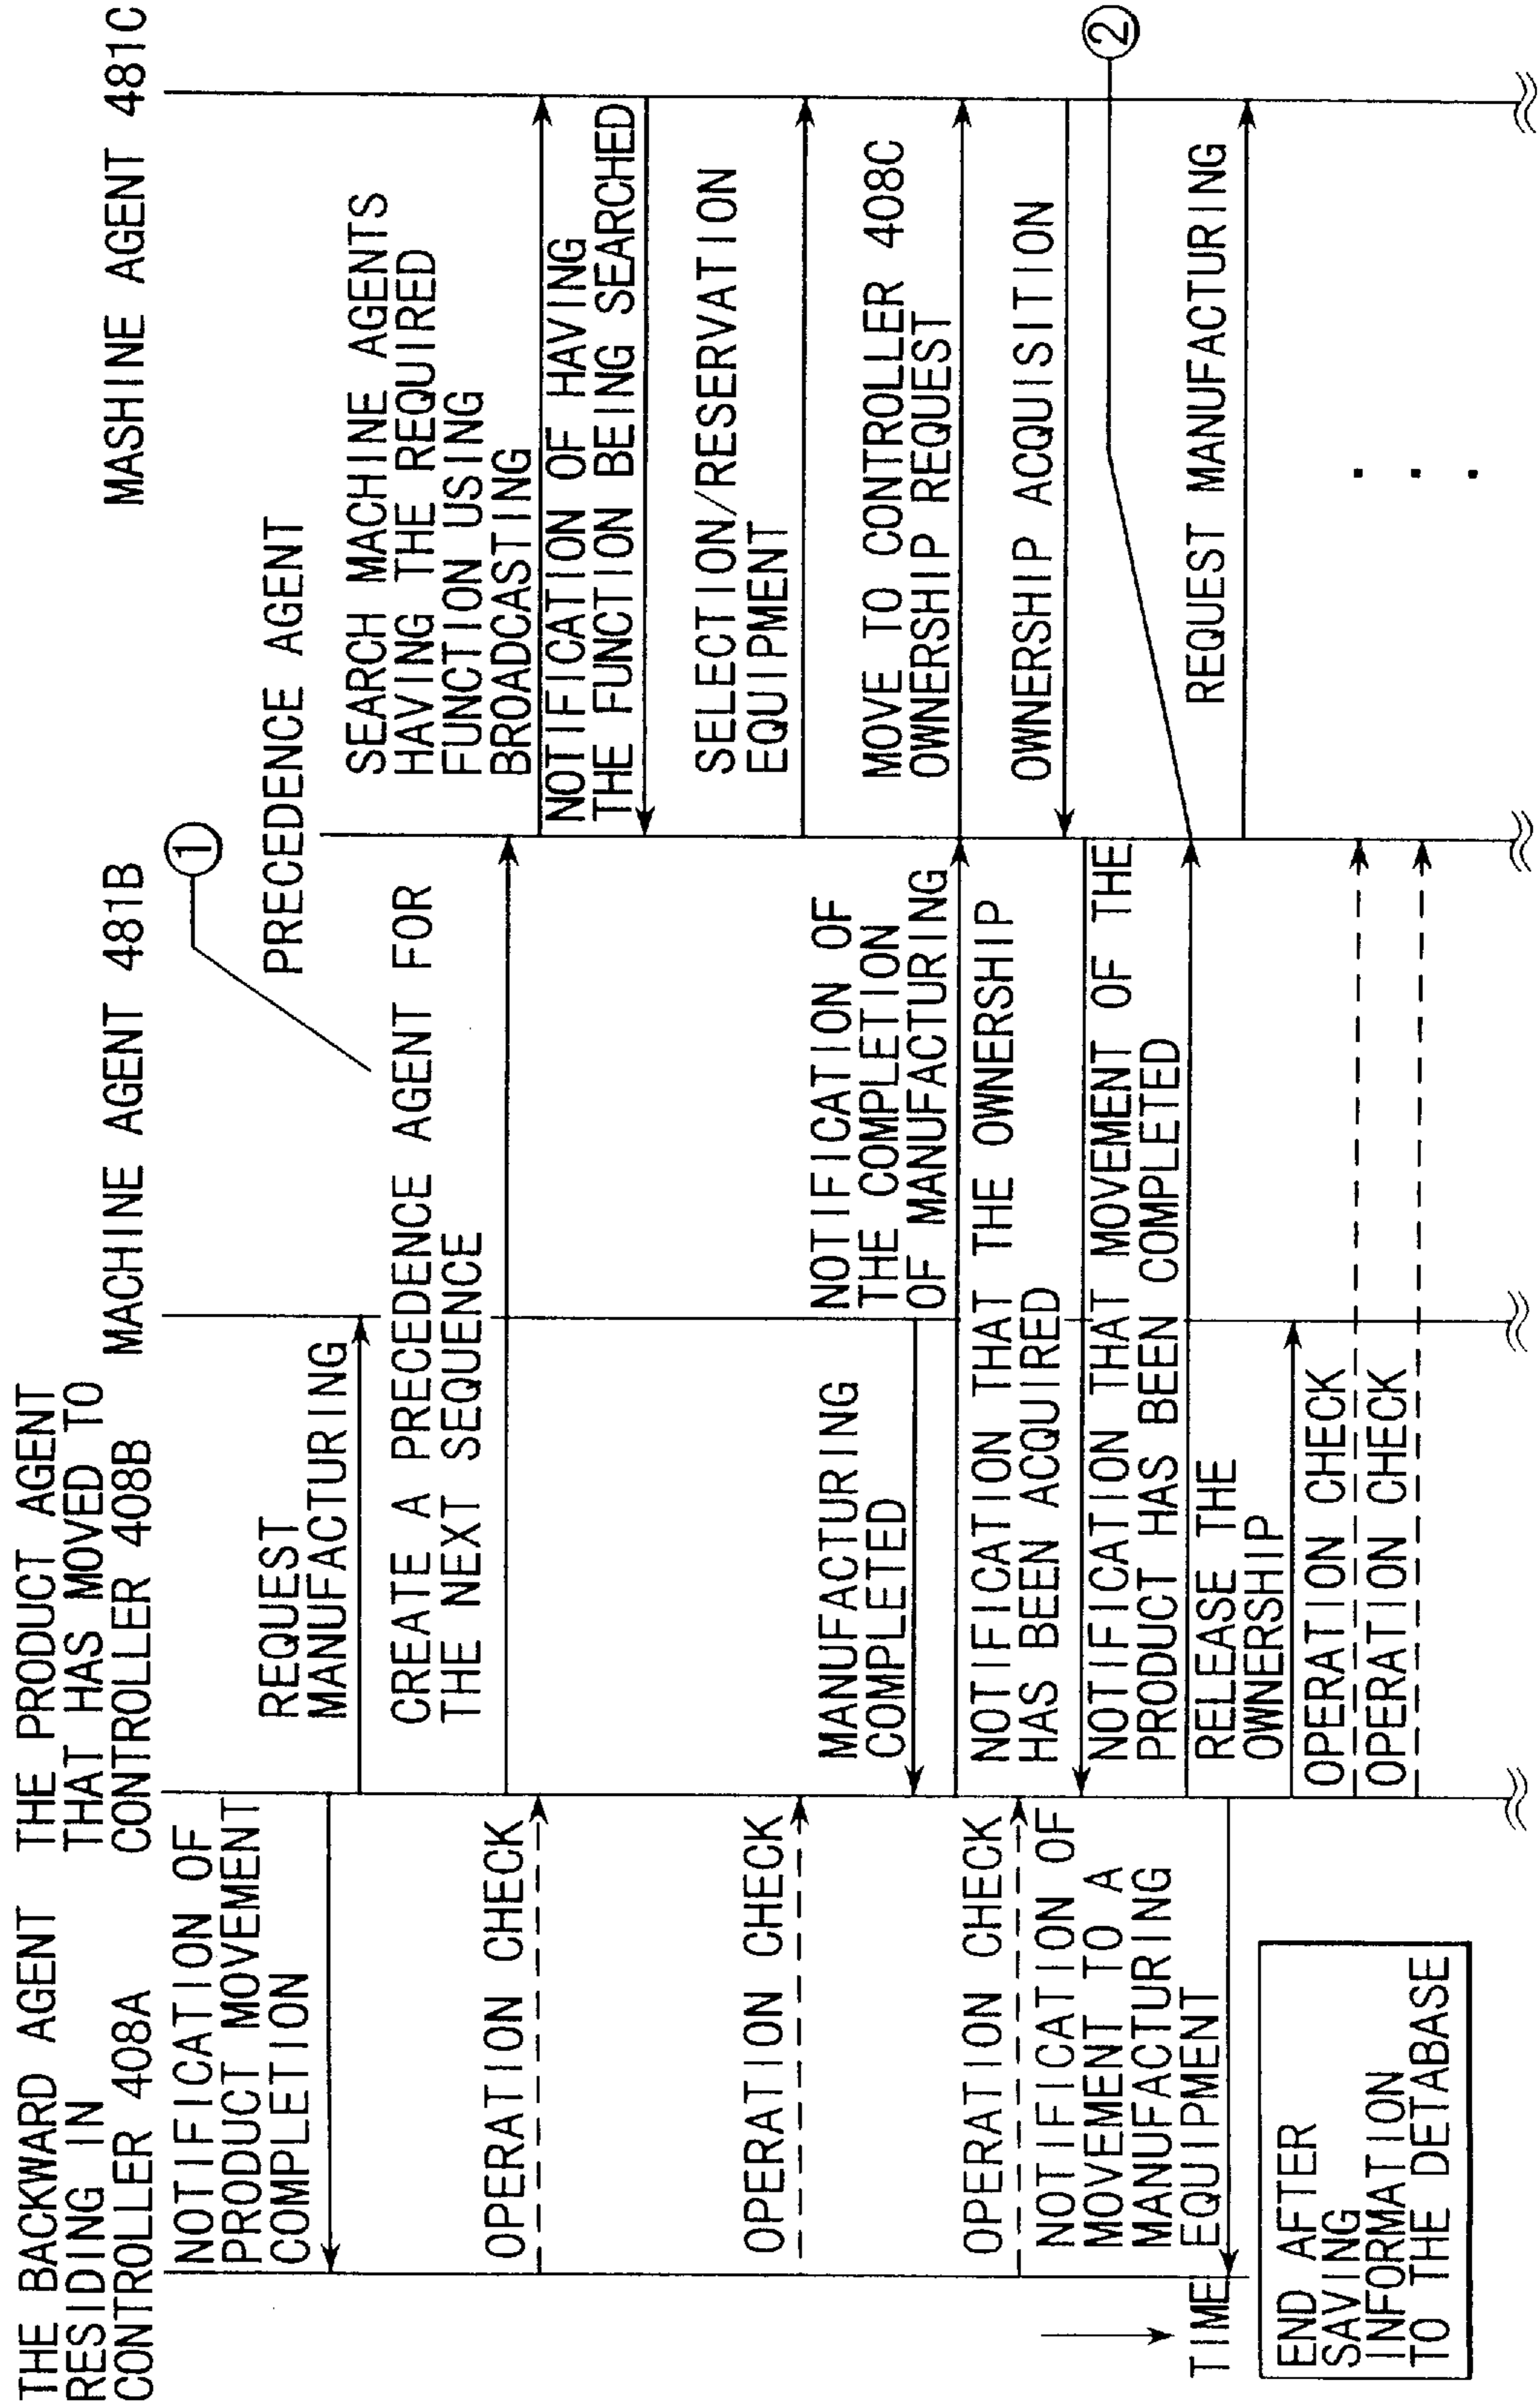 THE BACKWARD AGENT
RESIDING IN
CONTROLLER 408A
THE PRODUCT AGENT
THAT HAS MOVED TO
CONTROLLER 408B
MACHINE AGENT 481B
PRECEDENCE AGENT
MASHINE AGENT 481C
1
NOTIFICATION OF
PRODUCT MOVEMENT
COMPLETION
REQUEST
MANUFACTURING
CREATE A PRECEDENCE AGENT FOR
THE NEXT SEQUENCE
SEARCH MACHINE AGENTS
HAVING THE REQUIRED
FUNCTION USING
BROADCASTING
OPERATION CHECK
NOTIFICATION OF HAVING
THE FUNCTION BEING SEARCHED
OPERATION CHECK
SELECTION/RESERVATION
EQUIPMENT
MANUFACTURING
COMPLETED
NOTIFICATION OF
THE COMPLETION
OF MANUFACTURING
MOVE TO CONTROLLER 408C
OWNERSHIP REQUEST
OPERATION CHECK
NOTIFICATION THAT THE OWNERSHIP
HAS BEEN ACQUIRED
OWNERSHIP ACQUISITION
2
NOTIFICATION OF
MOVEMENT TO A
MANUFACTURING
EQUIPMENT
NOTIFICATION THAT MOVEMENT OF THE
PRODUCT HAS BEEN COMPLETED
REQUEST MANUFACTURING
RELEASE THE
OWNERSHIP
OPERATION CHECK
OPERATION CHECK
. . .
TIME
END AFTER
SAVING
INFORMATION
TO THE DETABASE